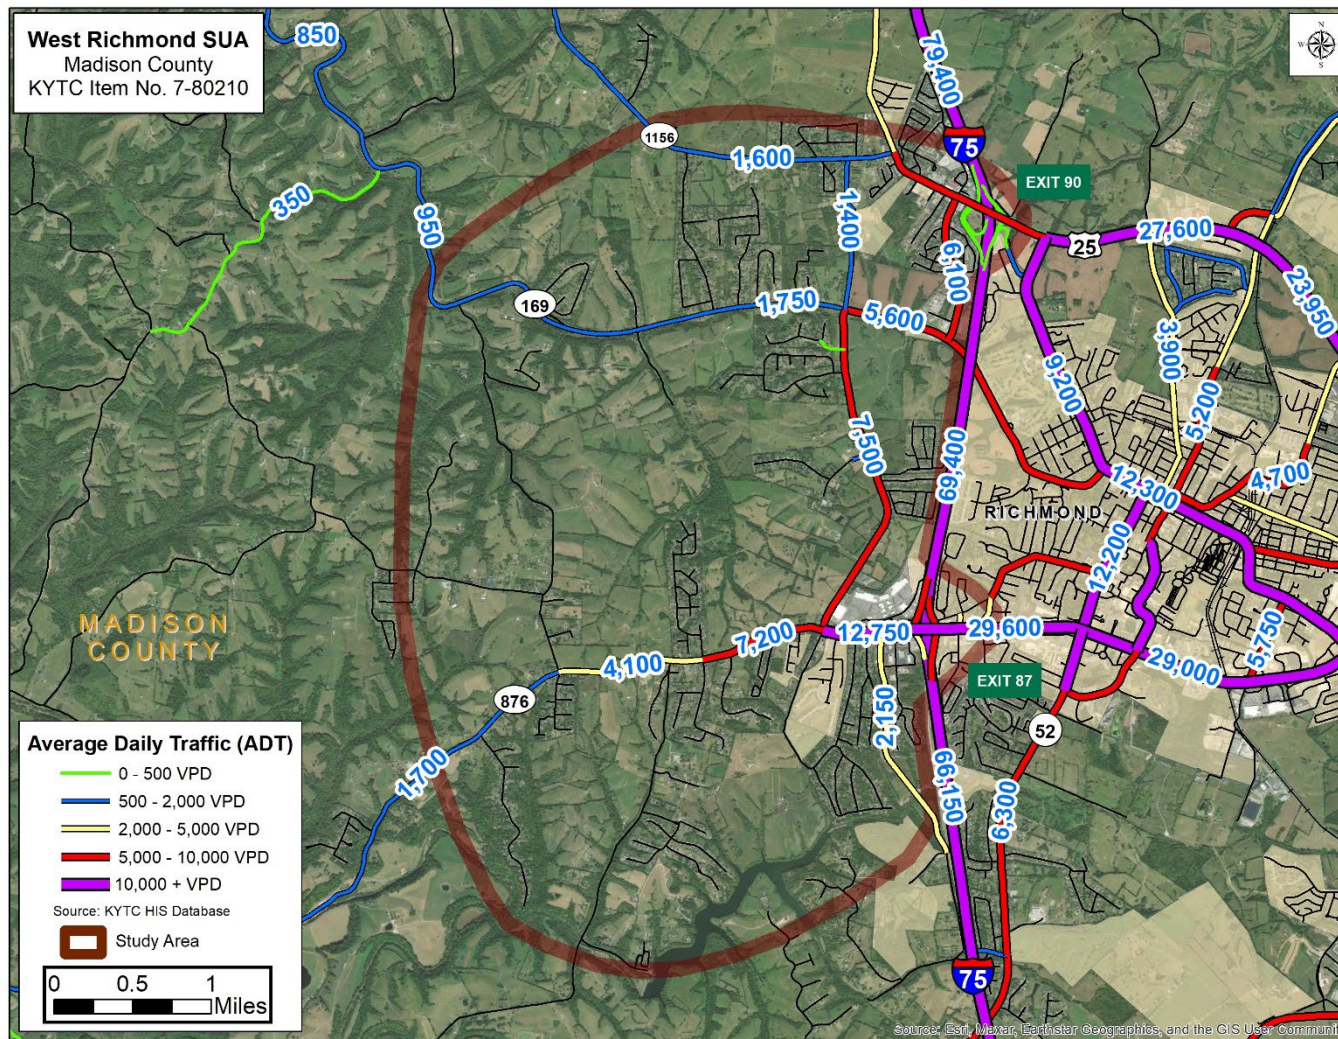 West Richmond SUA
Madison County
KYTC Item No. 7-80210
850
79,400
N
W
E
S
1156
75
1,600
EXIT 90
350
950
1,400
6,100
25
27,600
23,950
169
1,750
5,600
3,900
9,200
5,200
7,500
69,400
12,300
4,700
RICHMOND
12,200
MADISON
COUNTY
7,200
12,750
29,600
5,750
4,100
29,000
EXIT 87
876
2,150
52
1,700
66,150
6,300
Average Daily Traffic (ADT)
0 - 500 VPD
500 - 2,000 VPD
2,000 - 5,000 VPD
5,000 - 10,000 VPD
10,000 + VPD
Source: KYTC HIS Database
Study Area
0 0.5 1
Miles
75
Source: Esri, Maxar, Earthstar Geographics, and the GIS User Communit